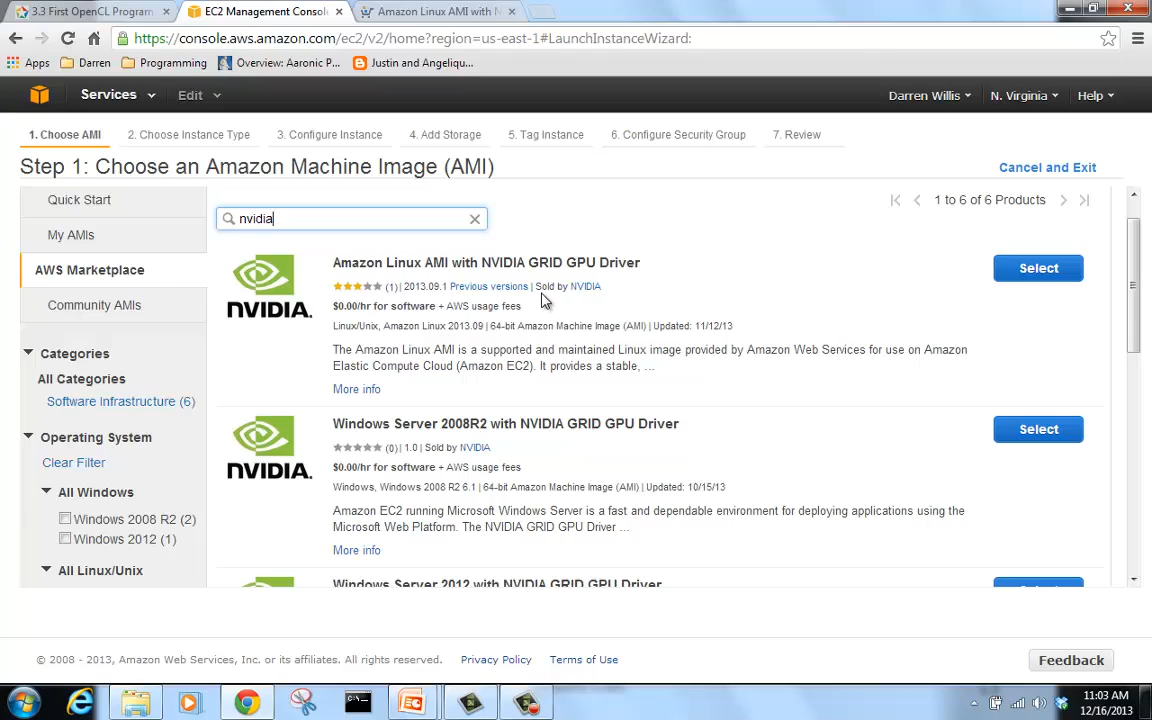 3.3 First OpenCL Program
EC2 Management Consol
Amazon Linux AMI with N
https://console.aws.amazon.com/ec2/v2/home?region=us-east-1#LaunchInstanceWizard:
Apps Darren Programming Overview: Aaronic P... Justin and Angeliqu...
Services Edit Darren Willis N. Virginia Help
1. Choose AMI 2. Choose Instance Type 3. Configure Instance 4. Add Storage 5. Tag Instance 6. Configure Security Group 7. Review
Step 1: Choose an Amazon Machine Image (AMI)
Cancel and Exit
Quick Start
My AMIs
AWS Marketplace
Community AMIs
Categories
All Categories
Software Infrastructure (6)
Operating System
Clear Filter
All Windows
Windows 2008 R2 (2)
Windows 2012 (1)
All Linux/Unix
nvidia
1 to 6 of 6 Products
NVIDIA.
Amazon Linux AMI with NVIDIA GRID GPU Driver
Select
(1) | 2013.09.1 Previous versions | Sold by NVIDIA
$0.00/hr for software + AWS usage fees
Linux/Unix, Amazon Linux 2013.09 | 64-bit Amazon Machine Image (AMI) | Updated: 11/12/13
The Amazon Linux AMI is a supported and maintained Linux image provided by Amazon Web Services for use on Amazon
Elastic Compute Cloud (Amazon EC2). It provides a stable, ...
More info
NVIDIA.
Windows Server 2008R2 with NVIDIA GRID GPU Driver
Select
(0) | 1.0 | Sold by NVIDIA
$0.00/hr for software + AWS usage fees
Windows, Windows 2008 R2 6.1 | 64-bit Amazon Machine Image (AMI) | Updated: 10/15/13
Amazon EC2 running Microsoft Windows Server is a fast and dependable environment for deploying applications using the
Microsoft Web Platform. The NVIDIA GRID GPU Driver ...
More info
Windows Server 2012 with NVIDIA GRID GPU Driver
© 2008 - 2013, Amazon Web Services, Inc. or its affiliates. All rights reserved. Privacy Policy Terms of Use
Feedback
11:03 AM
12/16/2013